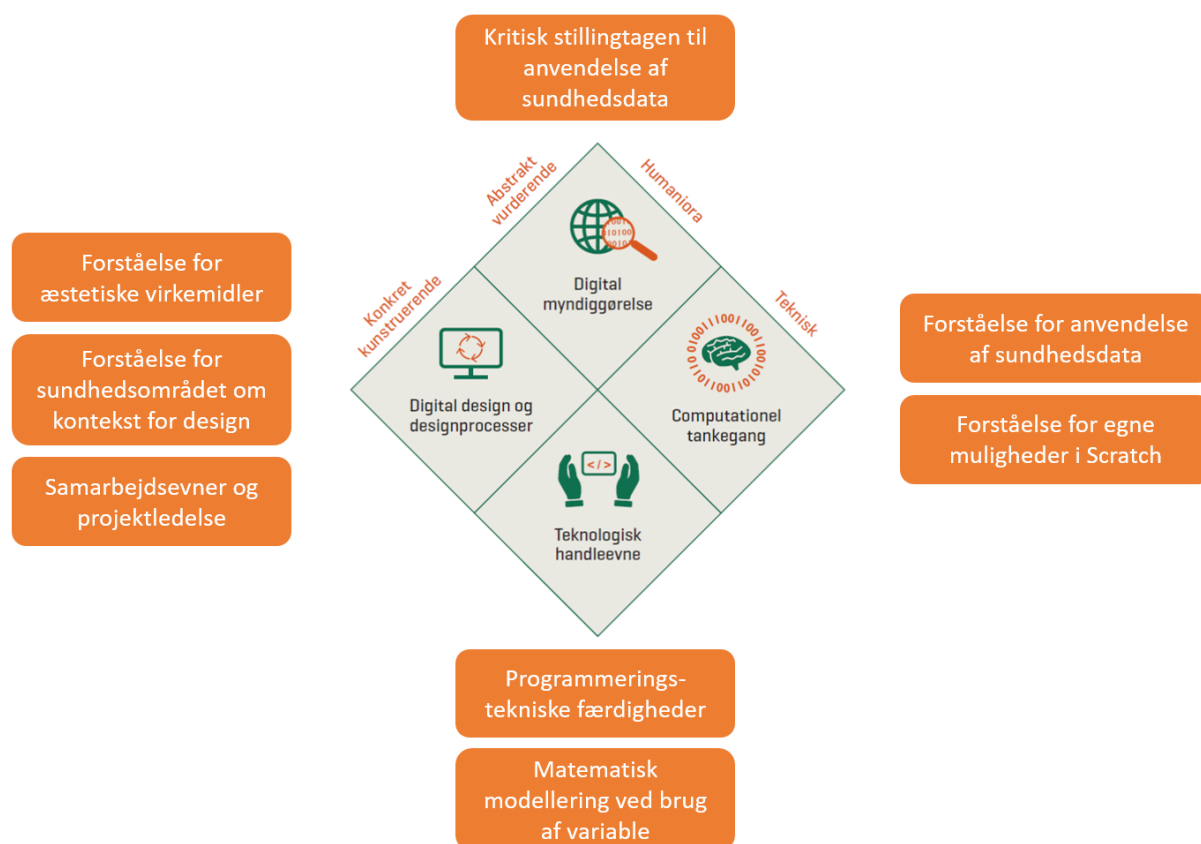 Kritisk stillingtagen til
anvendelse af
sundhedsdata
Abstrakt
vurderende
Humaniora
Konkret
kunstruerende
Teknisk
Digital
myndiggørelse
Forståelse for
æstetiske virkemidler
Forståelse for
sundhedsområdet om
kontekst for design
Samarbejdsevner og
projektledelse
Digital design og
designprocesser
Computationel
tankegang
</>
Teknologisk
handleevne
Forståelse for anvendelse
af sundhedsdata
Forståelse for egne
muligheder i Scratch
Programmerings-
tekniske færdigheder
Matematisk
modellering ved brug
af variable